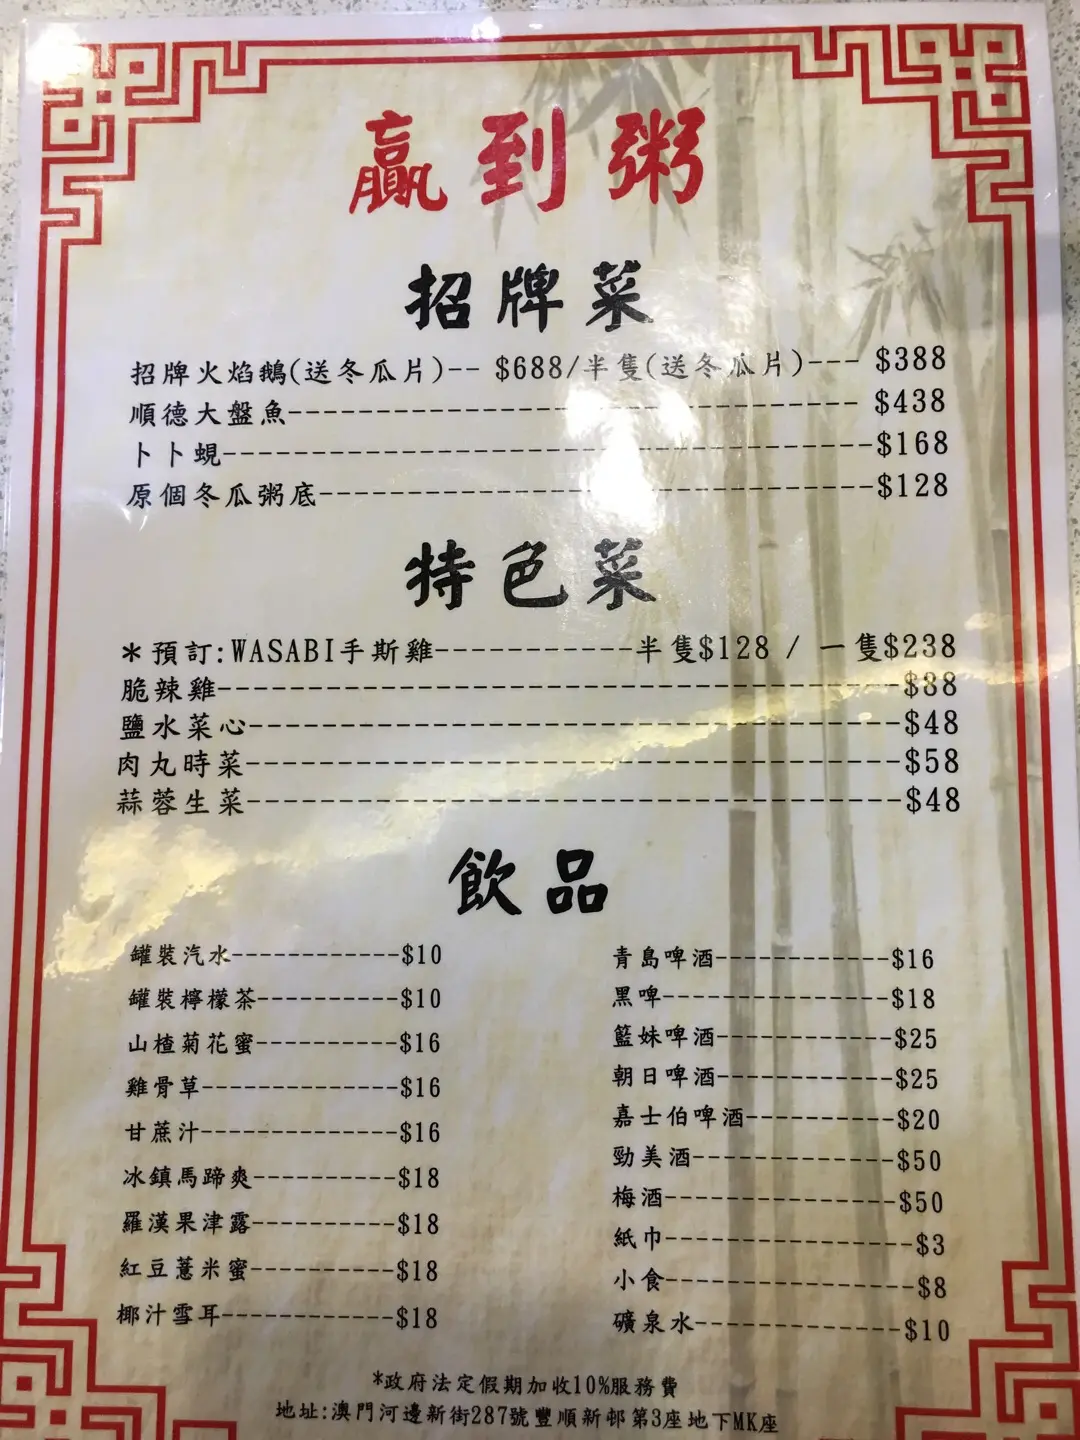 贏到粥
招牌菜
招牌火焰鵝(送冬瓜片)-- $688/半隻(送冬瓜片)--- $388
順德大盤魚-------------------------------- $438
卜卜蜆-------------------------------------$168
原個冬瓜粥底-------------------------------$128
特色菜
*預訂:WASABI手斯雞-----------半隻$128 / 一隻$238
脆辣雞--------------------------------------$88
鹽水菜心------------------------------------$48
肉丸時菜------------------------------------$58
蒜蓉生菜------------------------------------$48
飲品
罐裝汽水------------$10
罐裝檸檬茶----------$10
山楂菊花蜜----------$16
雞骨草--------------$16
甘蔗汁--------------$16
冰鎮馬蹄爽----------$18
羅漢果津露----------$18
紅豆薏米蜜----------$18
椰汁雪耳------------$18
青島啤酒------------$16
黑啤----------------$18
籃妹啤酒------------$25
朝日啤酒------------$25
嘉士伯啤酒----------$20
勁美酒--------------$50
梅酒----------------$50
紙巾-----------------$3
小食-----------------$8
礦泉水--------------$10
*政府法定假期加收10%服務費
地址:澳門河邊新街287號豐順新邨第3座地下MK座